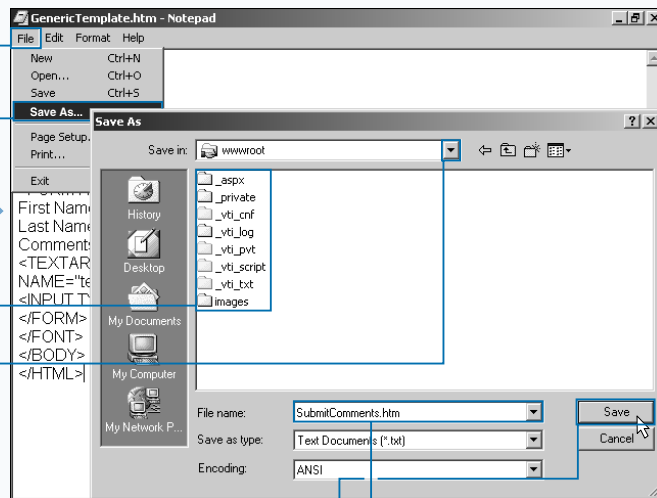 GenericTemplate.htm - Notepad
File Edit Format Help
New Ctrl+N
Open... Ctrl+O
Save Ctrl+S
Save As...
Page Setup.
Print...
Exit
First Nam
Last Name
Comments
<TEXTAR
NAME="te
<INPUT TY
</FORM>
</FONT>
</BODY>
</HTML>
Save As
Save in: wwwroot
History
Desktop
My Documents
My Computer
My Network P...
_aspx
_private
_vti_cnf
_vti_log
_vti_pvt
_vti_script
_vti_txt
images
File name: SubmitComments.htm Save
Save as type: Text Documents (*.txt) Cancel
Encoding: ANSI